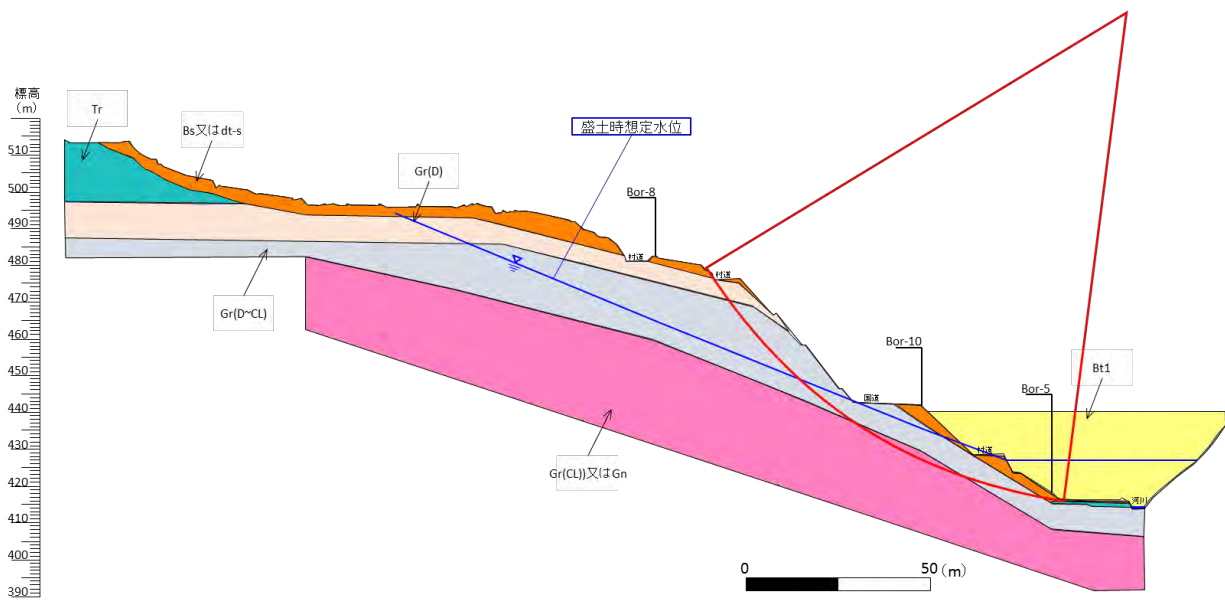 標高
(m)
510
500
490
480
470
460
450
440
430
420
410
400
390
Tr
Bs又はdt-s
Gr(D)
盛土時想定水位
Bor-8
村道
村道
Gr(D~CL)
Bor-10
国道
Bor-5
Bt1
村道
河川
Gr(CL))又はGn
0
50
(m)